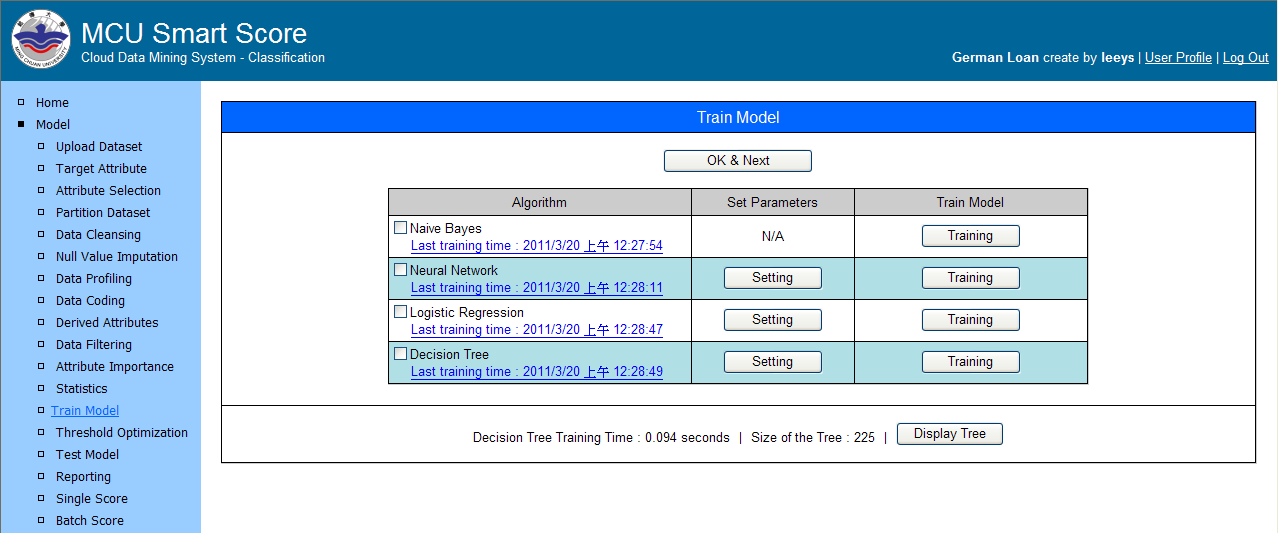 MCU Smart Score
Cloud Data Mining System - Classification
German Loan create by leeys | User Profile | Log Out
MING CHUAN UNIVERSITY
Home
Model
Upload Dataset
Target Attribute
Attribute Selection
Partition Dataset
Data Cleansing
Null Value Imputation
Data Profiling
Data Coding
Derived Attributes
Data Filtering
Attribute Importance
Statistics
Train Model
Threshold Optimization
Test Model
Reporting
Single Score
Batch Score
Train Model
OK & Next
Algorithm Set Parameters Train Model
Naive Bayes
Last training time : 2011/3/20 上午 12:27:54
N/A Training
Neural Network
Last training time : 2011/3/20 上午 12:28:11
Setting Training
Logistic Regression
Last training time : 2011/3/20 上午 12:28:47
Setting Training
Decision Tree
Last training time : 2011/3/20 上午 12:28:49
Setting Training
Decision Tree Training Time : 0.094 seconds | Size of the Tree : 225 | Display Tree